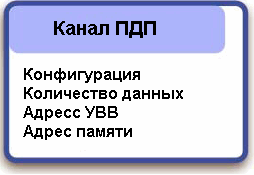 Канал ПДП
Конфигурация
Количество данных
Адресс УВВ
Адрес памяти